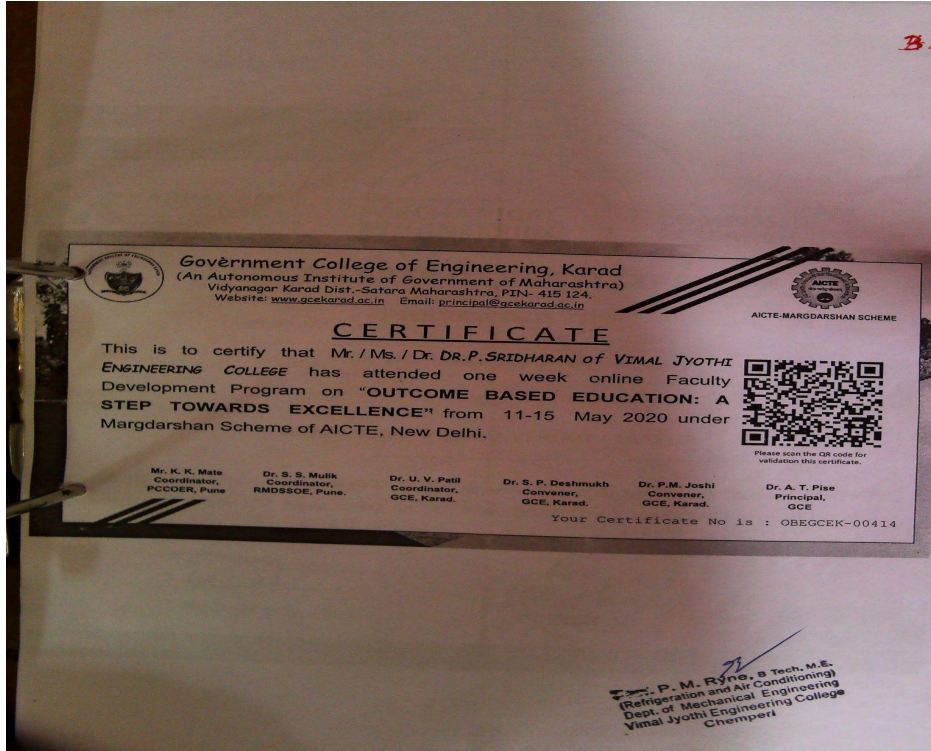 Government College of Engineering, Karad
(An Autonomous Institute of Government of Maharashtra)
Vidyanagar Karad Dist.-Satara Maharashtra, PIN- 415 124.
Website: www.gcekarad.ac.in Email: principal@gcekarad.ac.in
AICTE
AICTE-MARGDARSHAN SCHEME
CERTIFICATE
This is to certify that Mr. / Ms. / Dr. DR.P.SRIDHARAN of VIMAL JYOTHI
ENGINEERING COLLEGE has attended one week online Faculty
Development Program on "OUTCOME BASED EDUCATION: A
STEP TOWARDS EXCELLENCE" from 11-15 May 2020 under
Margdarshan Scheme of AICTE, New Delhi.
Please scan the QR code for
validation this certificate.
Mr. K. K. Mate
Coordinator,
PCCOER, Pune
Dr. S. S. Mulik
Coordinator,
RMDSSOE, Pune.
Dr. U. V. Patil
Coordinator,
GCE, Karad.
Dr. S. P. Deshmukh
Convener,
GCE, Karad.
Dr. P.M. Joshi
Convener,
GCE, Karad.
Dr. A. T. Pise
Principal,
GCE
Your Certificate No is : OBEGCEK-00414
P. M. Ryne, B Tech, M.E.
(Refrigeration and Air Conditioning)
Dept. of Mechanical Engineering
Vimal Jyothi Engineering College
Chemperi